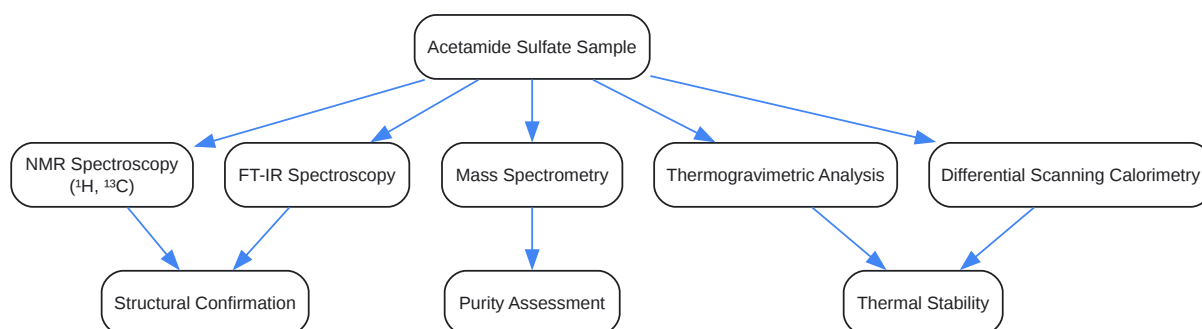 Acetamide Sulfate Sample
NMR Spectroscopy
(¹H, ¹³C)
FT-IR Spectroscopy
Mass Spectrometry
Thermogravimetric Analysis
Differential Scanning Calorimetry
Structural Confirmation
Purity Assessment
Thermal Stability